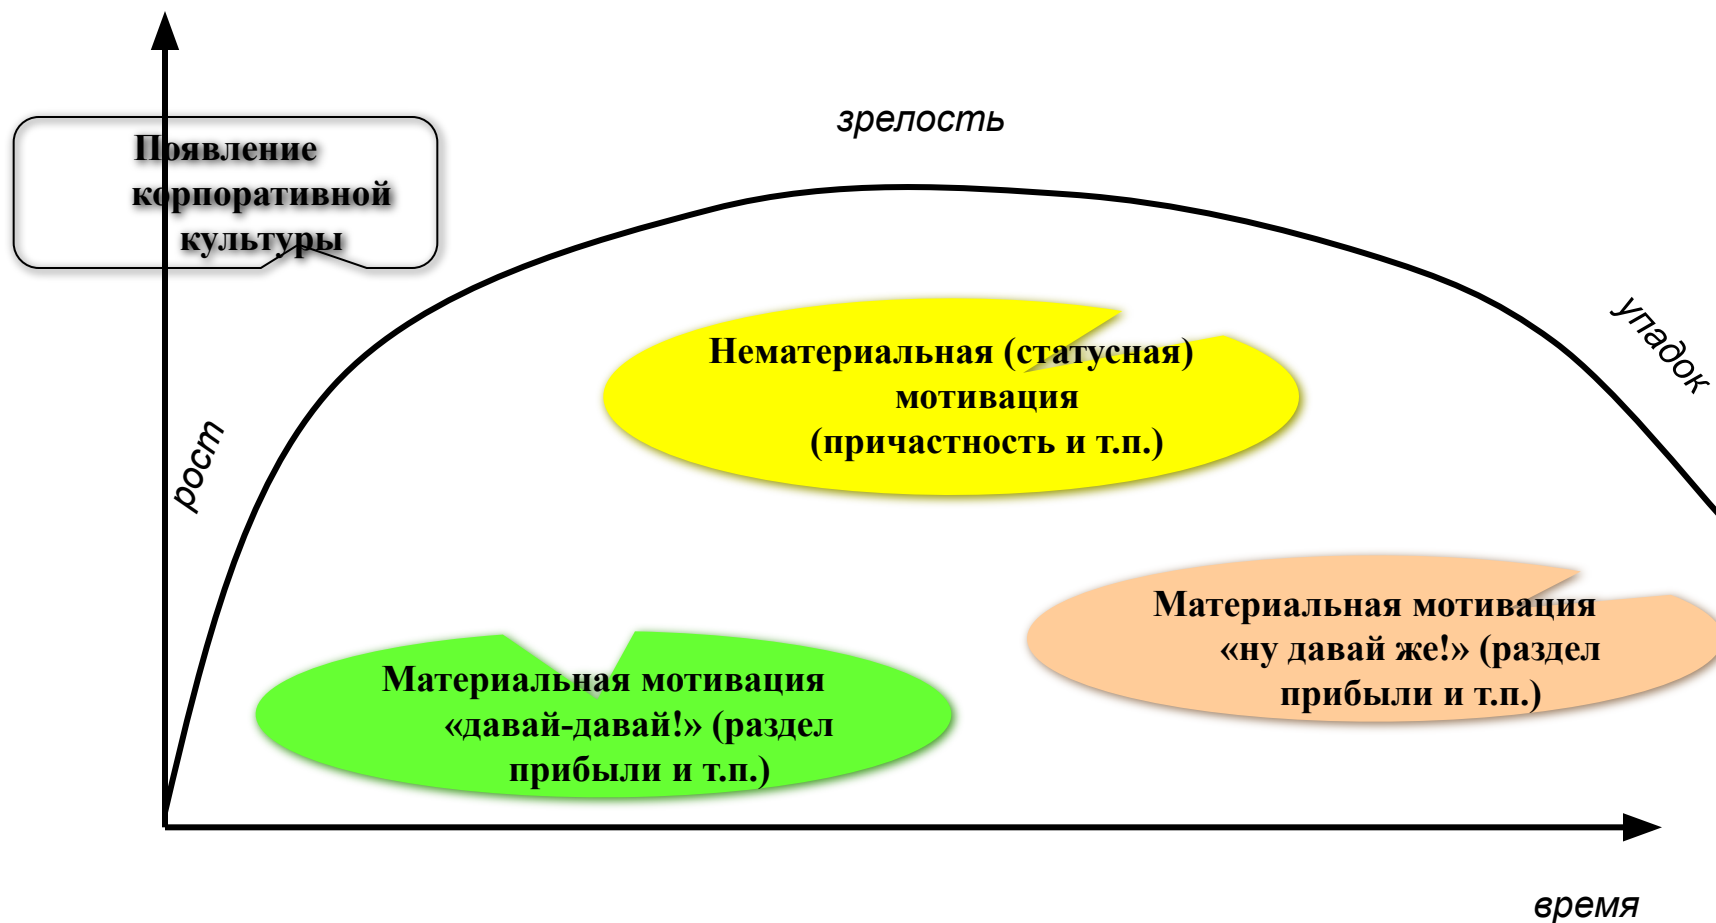 зрелость
Появление
корпоративной
культуры
упадок
рост
Нематериальная (статусная)
мотивация
(причастность и т.п.)
Материальная мотивация
«ну давай же!» (раздел
прибыли и т.п.)
Материальная мотивация
«давай-давай!» (раздел
прибыли и т.п.)
время